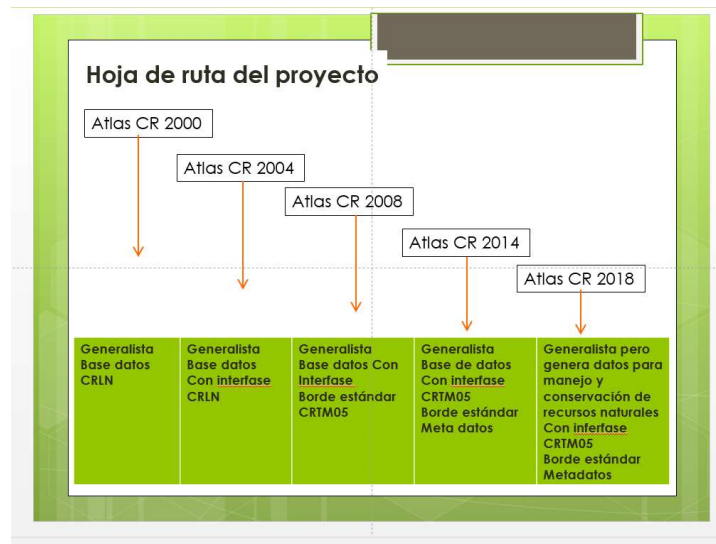 Hoja de ruta del proyecto
Atlas CR 2000
Atlas CR 2004
Atlas CR 2008
Atlas CR 2014
Atlas CR 2018
Generalista
Base datos
CRLN
Generalista
Base datos
Con interfase
CRLN
Generalista
Base datos Con
Interfase
Borde estándar
CRTM05
Generalista
Base de datos
Con interfase
CRTM05
Borde estándar
Meta datos
Generalista pero
genera datos para
manejo y
conservación de
recursos naturales
Con inferfase
CRTM05
Borde estándar
Metadatos